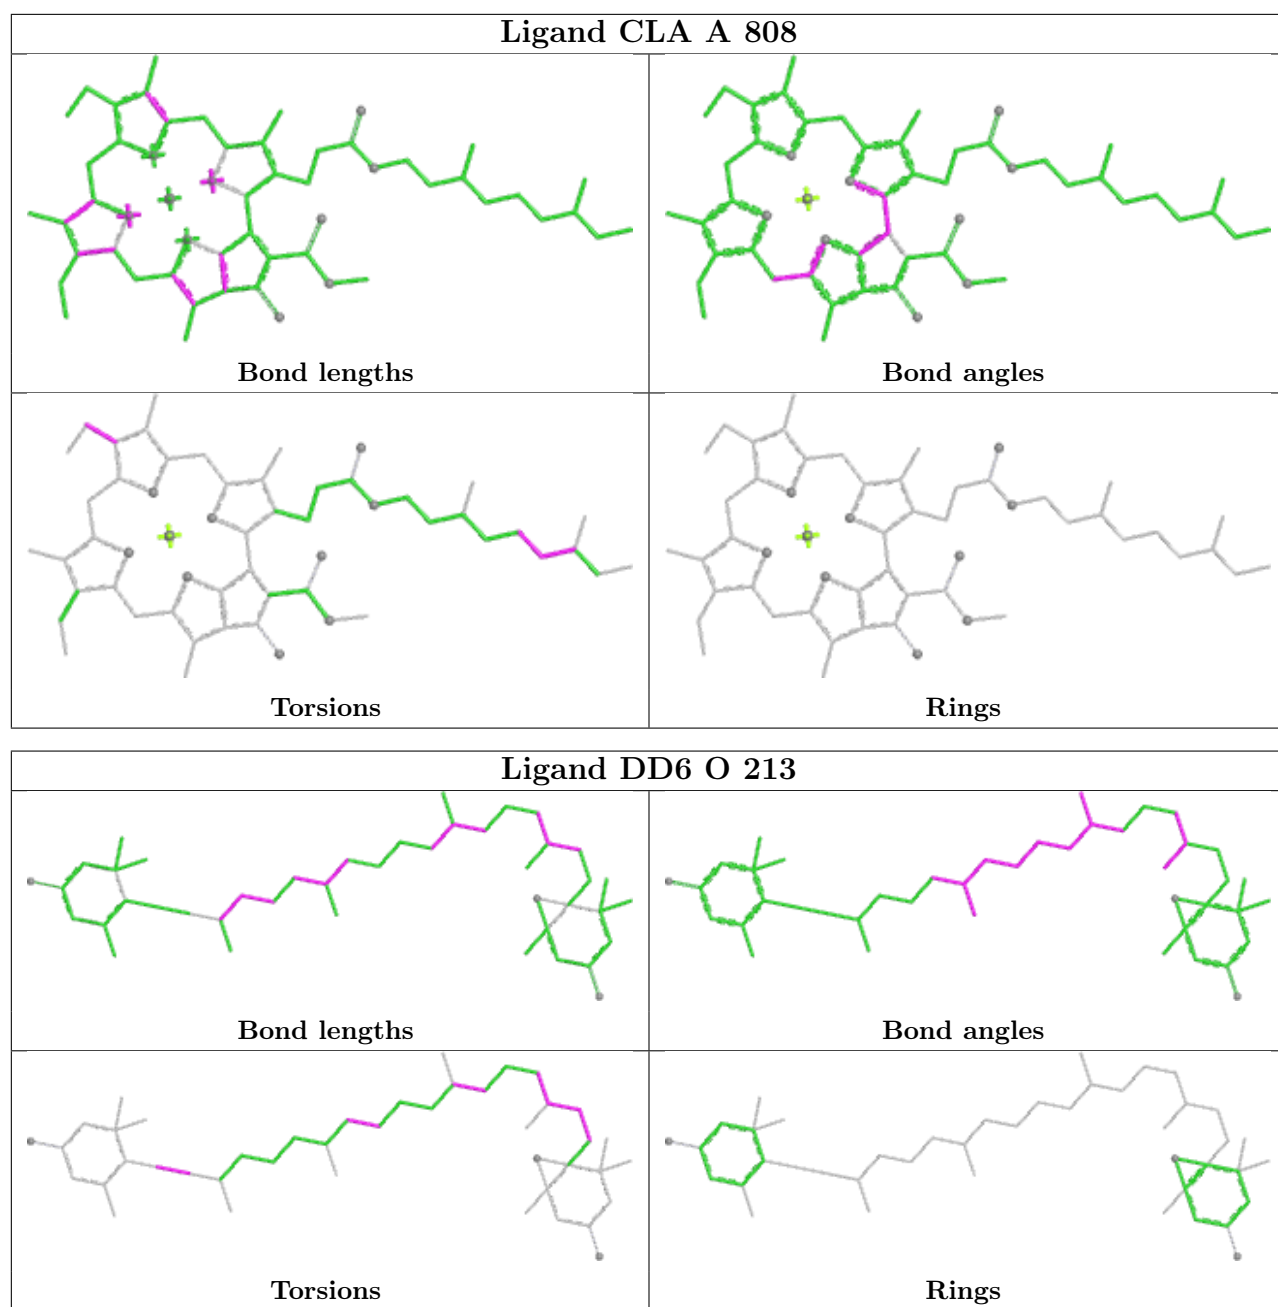 Ligand CLA A 808
Bond lengths
Bond angles
Torsions
Rings
Ligand DD6 O 213
Bond lengths
Bond angles
Torsions
Rings